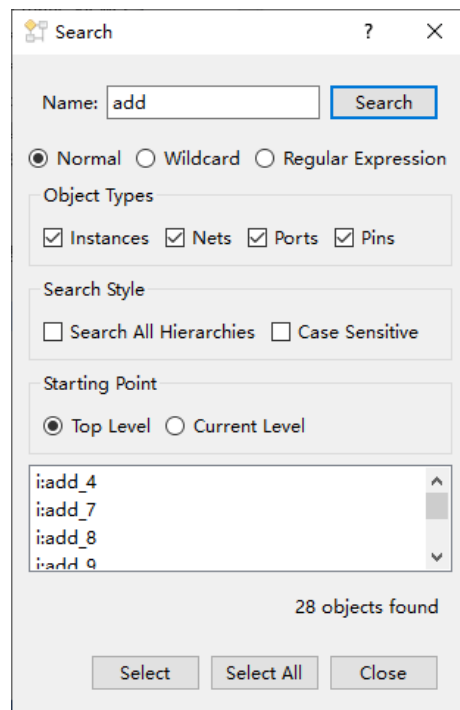 Search ?
Name: add Search
Normal Wildcard Regular Expression
Object Types
Instances Nets Ports Pins
Search Style
Search All Hierarchies Case Sensitive
Starting Point
Top Level Current Level
i:add_4
i:add_7
i:add_8
i:add_9
28 objects found
Select Select All Close